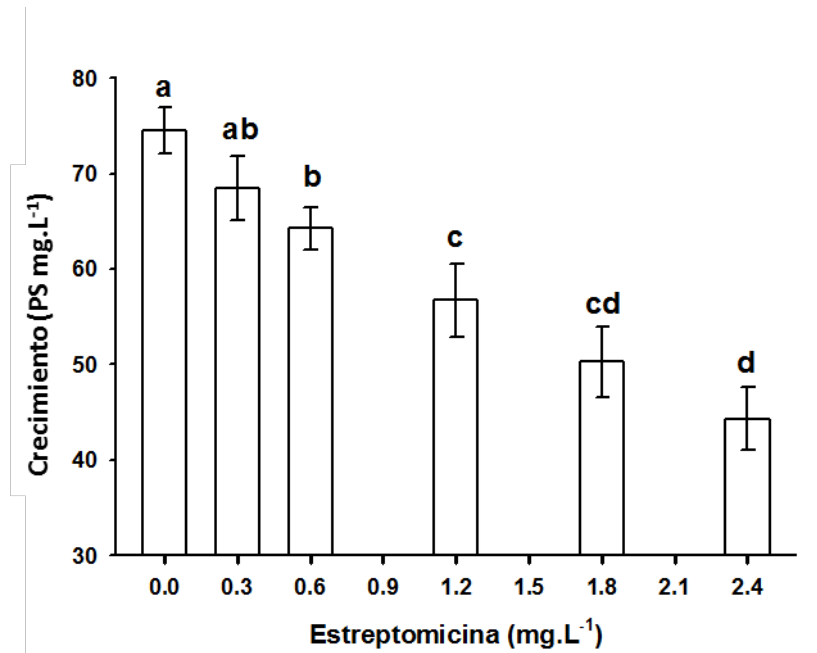 80
70
60
50
40
30
Crecimiento (PS mg.L-1)
a
ab
b
c
cd
d
0.0 0.3 0.6 0.9 1.2 1.5 1.8 2.1 2.4
Estreptomicina (mg.L-1)